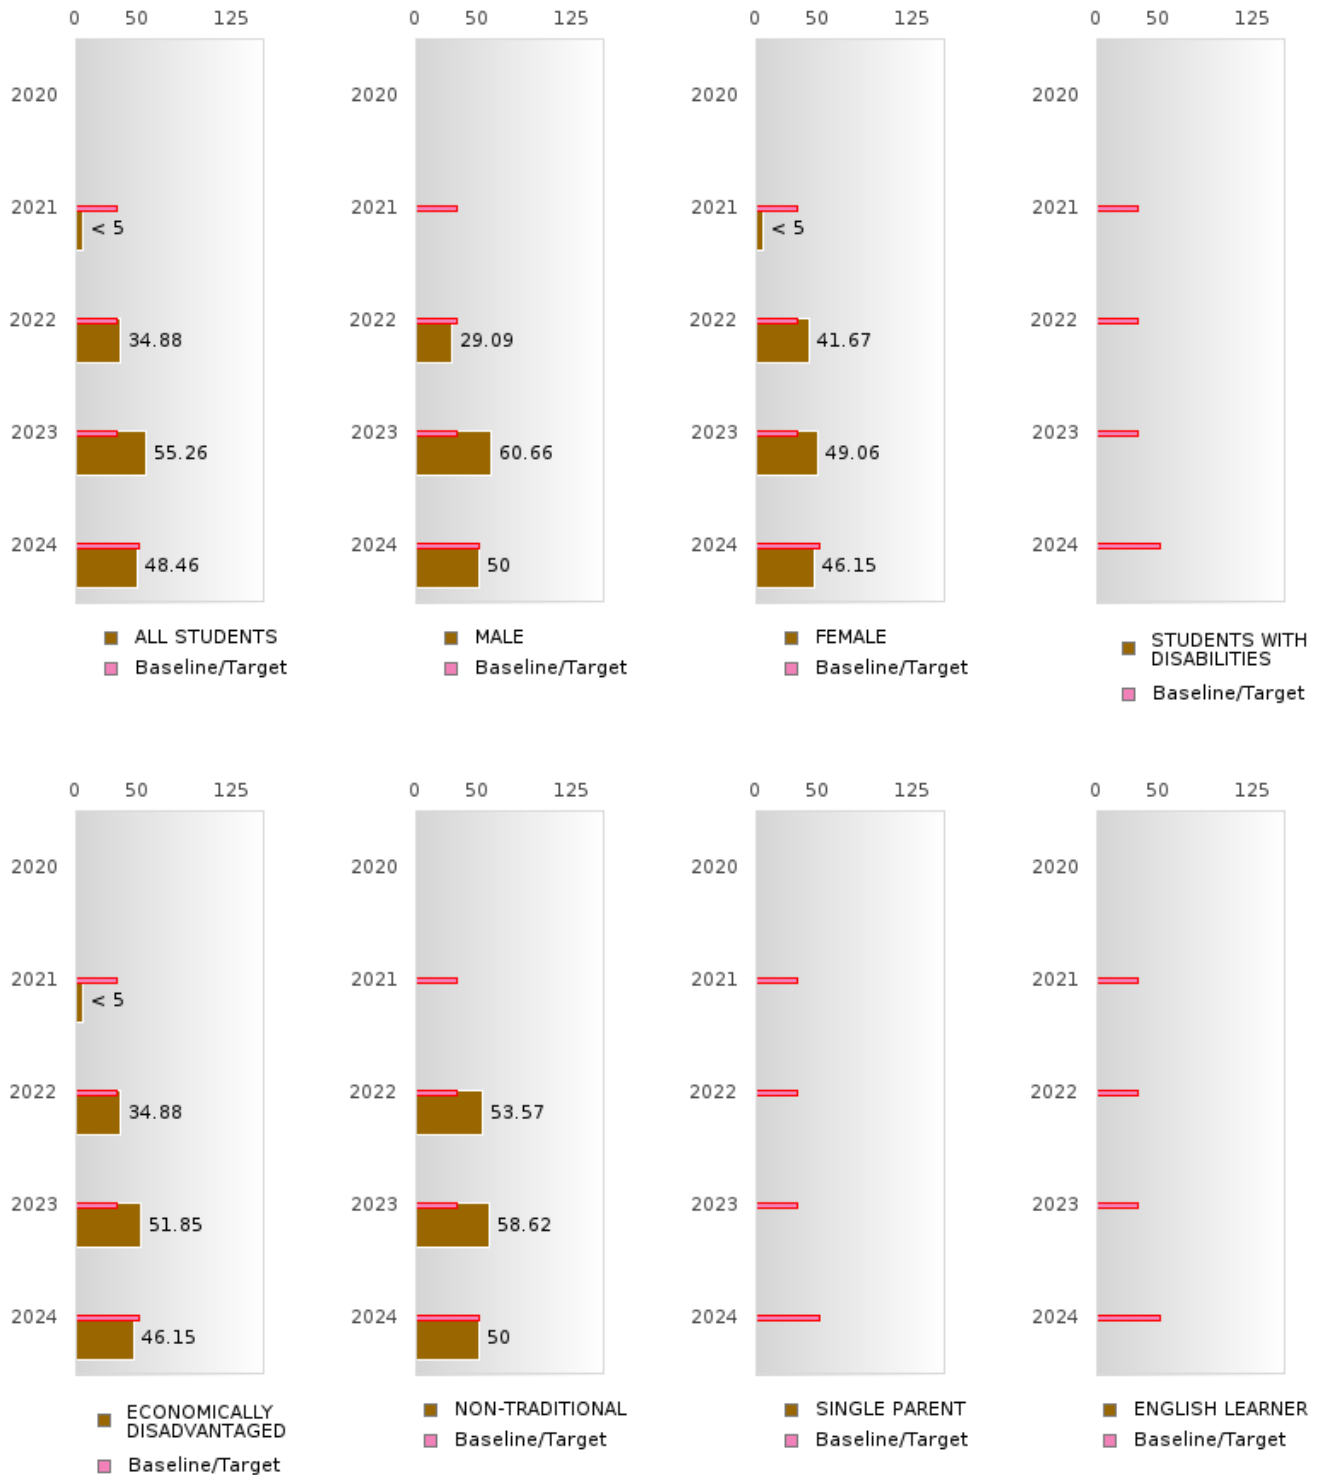 0 50 125
2020
2021
< 5
2022
34.88
2023
55.26
2024
48.46
ALL STUDENTS
Baseline/Target
0 50 125
2020
2021
2022
29.09
2023
60.66
2024
50
MALE
Baseline/Target
0 50 125
2020
2021
< 5
2022
41.67
2023
49.06
2024
46.15
FEMALE
Baseline/Target
0 50 125
2020
2021
2022
2023
2024
STUDENTS WITH
DISABILITIES
Baseline/Target
0 50 125
2020
2021
< 5
2022
34.88
2023
51.85
2024
46.15
ECONOMICALLY
DISADVANTAGED
Baseline/Target
0 50 125
2020
2021
2022
53.57
2023
58.62
2024
50
NON-TRADITIONAL
Baseline/Target
0 50 125
2020
2021
2022
2023
2024
SINGLE PARENT
Baseline/Target
0 50 125
2020
2021
2022
2023
2024
ENGLISH LEARNER
Baseline/Target